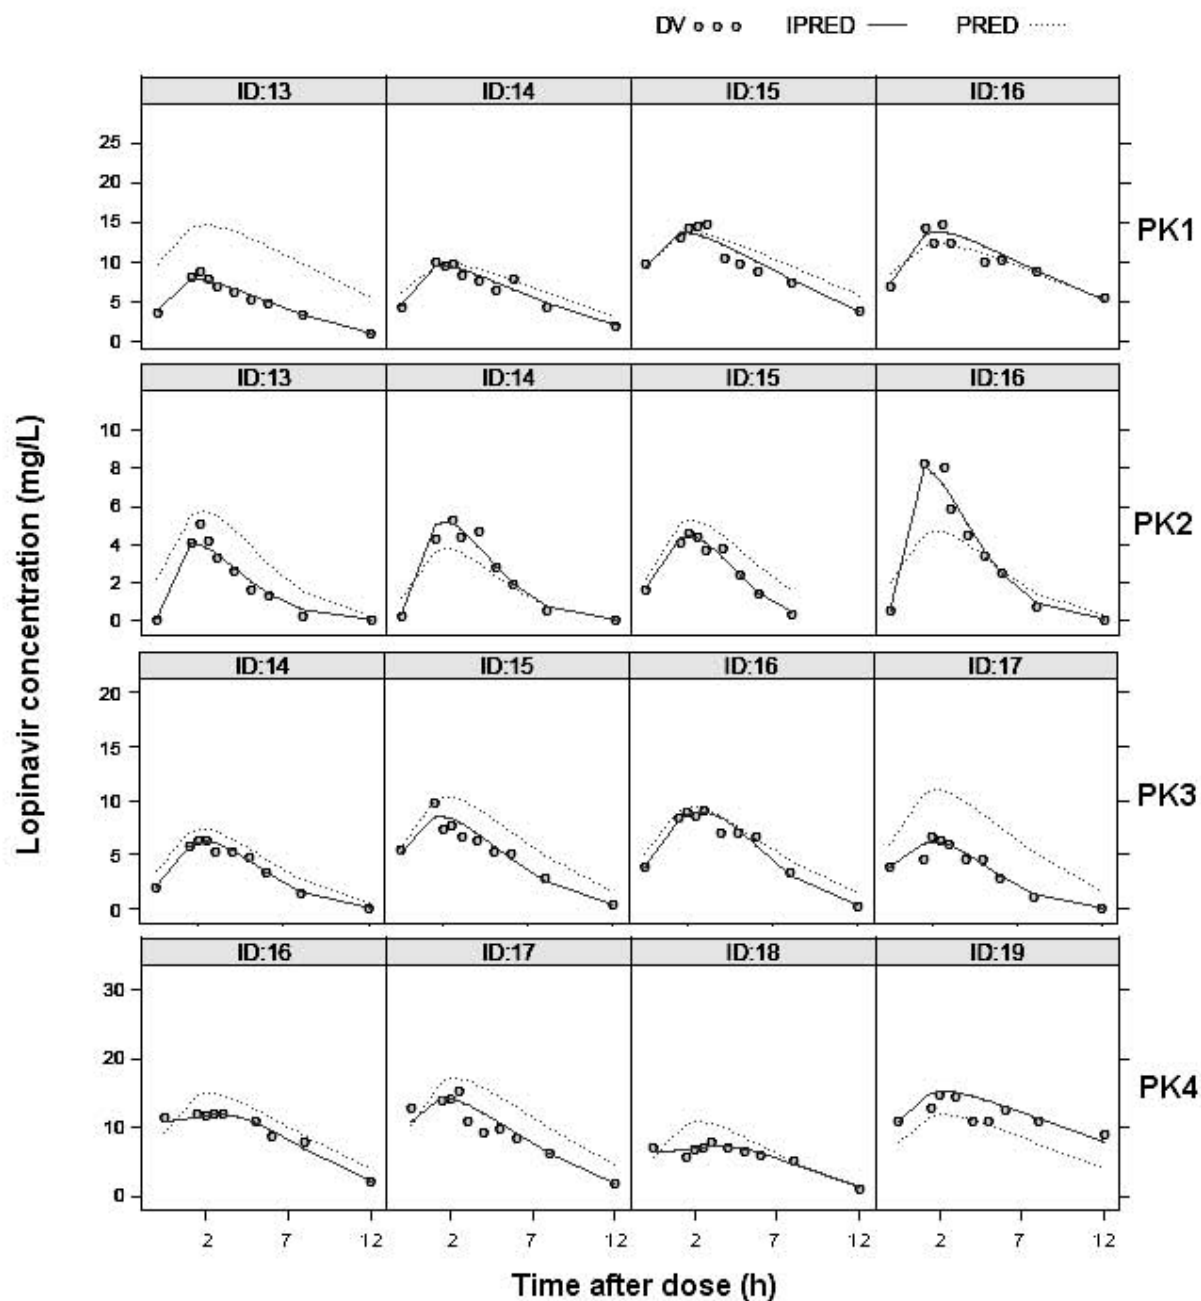 DV IPRED PRED
ID:13 ID:14 ID:15 ID:16
25
20
15
10
5
0
PK1
ID:13 ID:14 ID:15 ID:16
10
8
6
4
2
0
PK2
ID:14 ID:15 ID:16 ID:17
20
15
10
5
0
PK3
ID:16 ID:17 ID:18 ID:19
30
20
10
0
PK4
2 7 12 2 7 12 2 7 12 2 7 12
Lopinavir concentration (mg/L)
Time after dose (h)